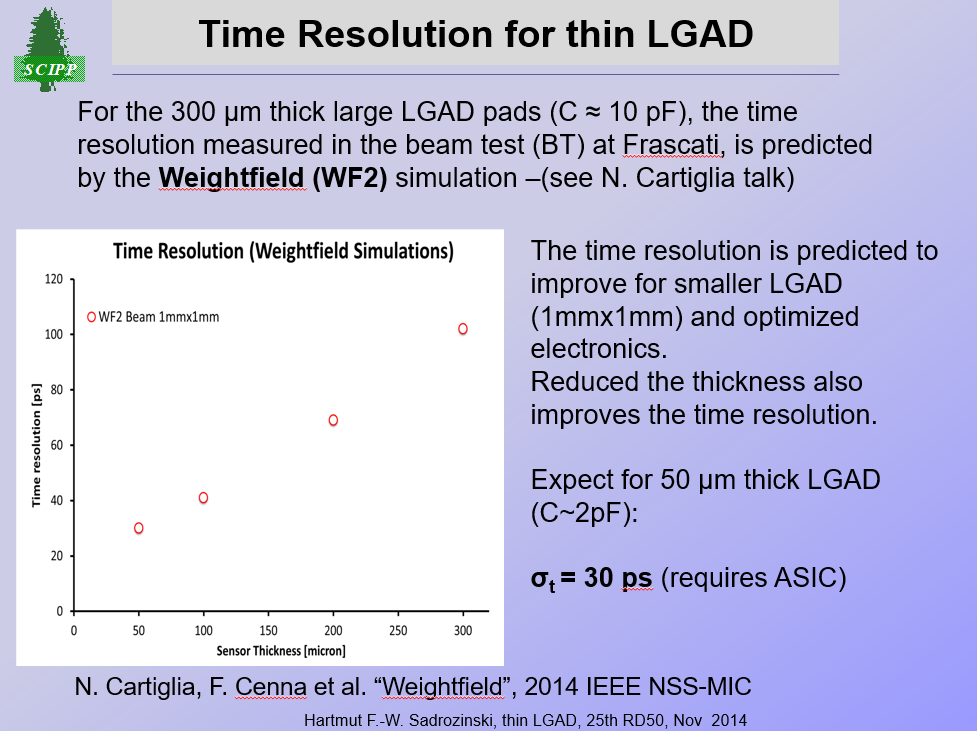 SCIPP
Time Resolution for thin LGAD
For the 300 µm thick large LGAD pads (C ≈ 10 pF), the time
resolution measured in the beam test (BT) at Frascati, is predicted
by the Weightfield (WF2) simulation –(see N. Cartiglia talk)
Time Resolution (Weightfield Simulations)
120
100
80
60
40
20
0
Time resolution [ps]
WF2 Beam 1mmx1mm
0 50 100 150 200 250 300
Sensor Thickness [micron]
The time resolution is predicted to
improve for smaller LGAD
(1mmx1mm) and optimized
electronics.
Reduced the thickness also
improves the time resolution.
Expect for 50 µm thick LGAD
(C~2pF):
σt = 30 ps (requires ASIC)
N. Cartiglia, F. Cenna et al. “Weightfield”, 2014 IEEE NSS-MIC
Hartmut F.-W. Sadrozinski, thin LGAD, 25th RD50, Nov 2014